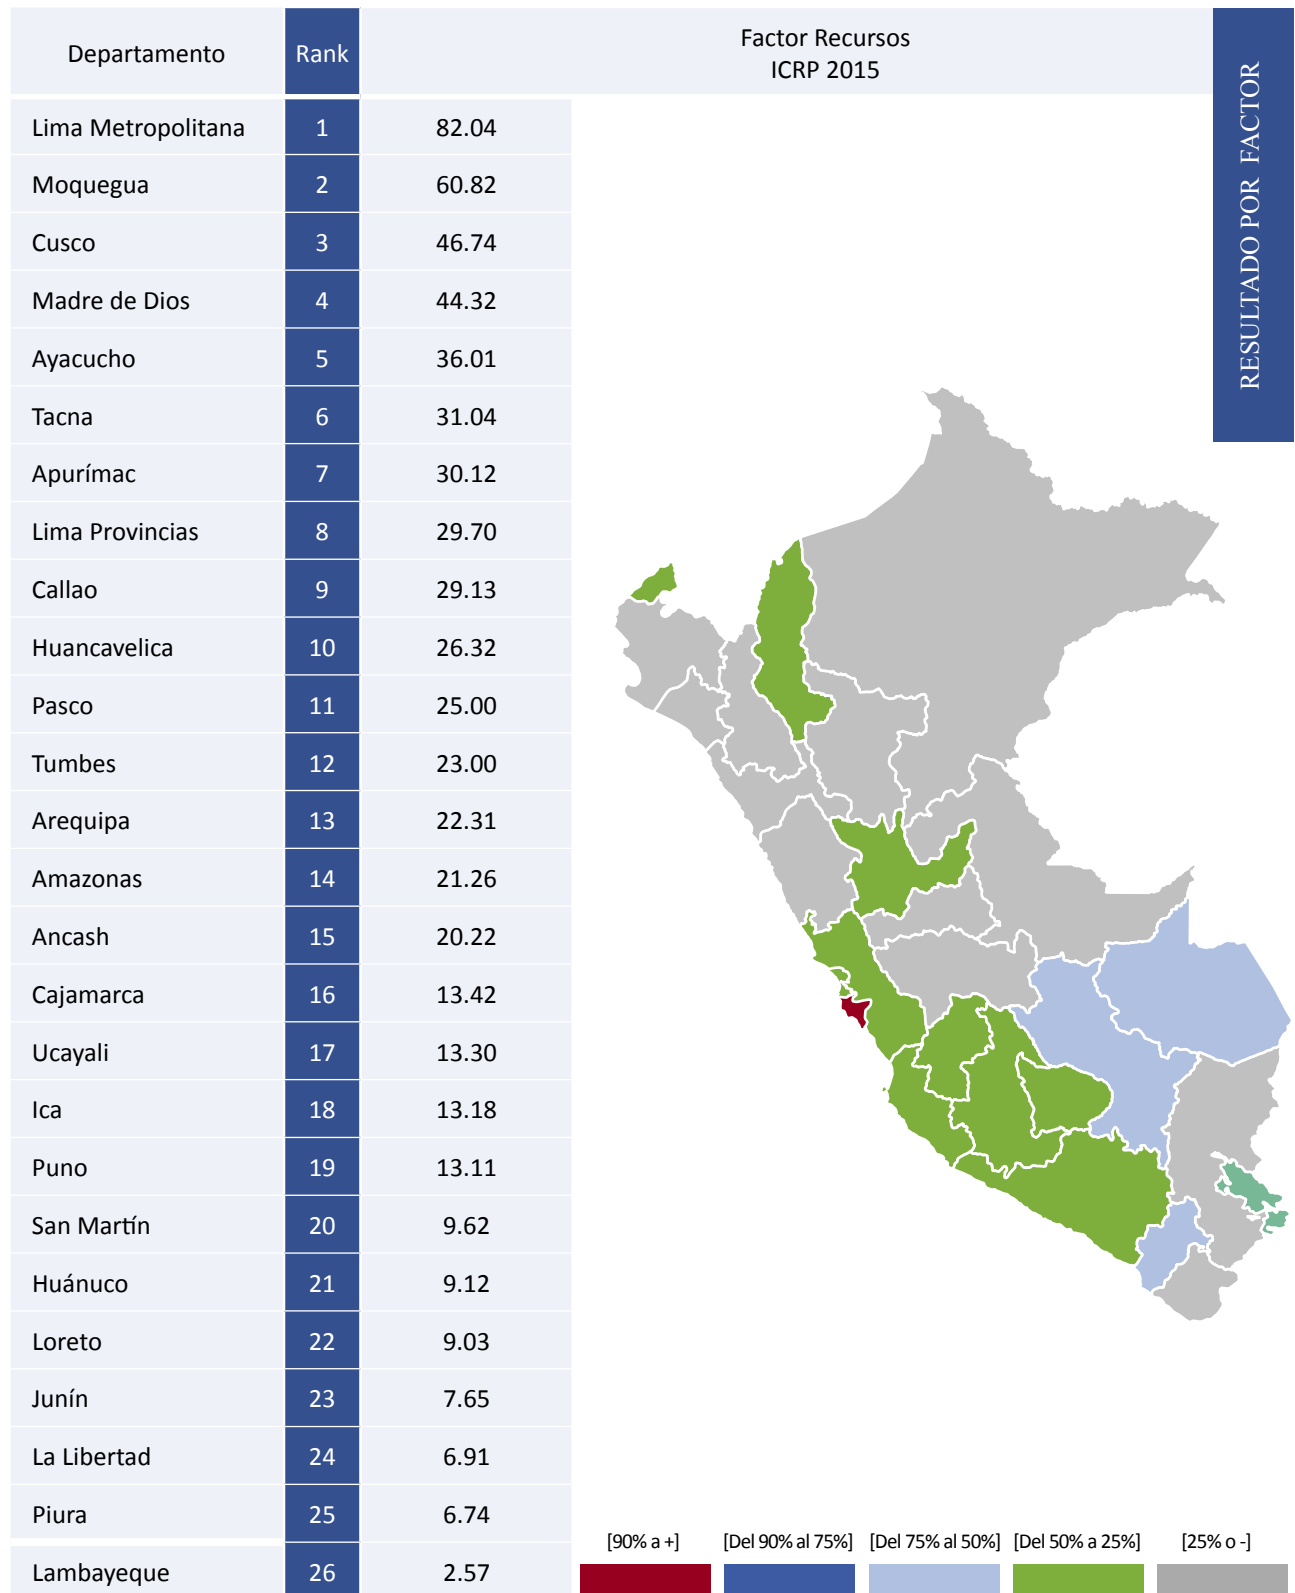 Departamento Rank Factor Recursos
ICRP 2015
RESULTADO POR FACTOR
Lima Metropolitana 1 82.04
Moquegua 2 60.82
Cusco 3 46.74
Madre de Dios 4 44.32
Ayacucho 5 36.01
Tacna 6 31.04
Apurímac 7 30.12
Lima Provincias 8 29.70
Callao 9 29.13
Huancavelica 10 26.32
Pasco 11 25.00
Tumbes 12 23.00
Arequipa 13 22.31
Amazonas 14 21.26
Ancash 15 20.22
Cajamarca 16 13.42
Ucayali 17 13.30
Ica 18 13.18
Puno 19 13.11
San Martín 20 9.62
Huánuco 21 9.12
Loreto 22 9.03
Junín 23 7.65
La Libertad 24 6.91
Piura 25 6.74
Lambayeque 26 2.57
[90% a +] [Del 90% al 75%] [Del 75% al 50%] [Del 50% a 25%] [25% o -]